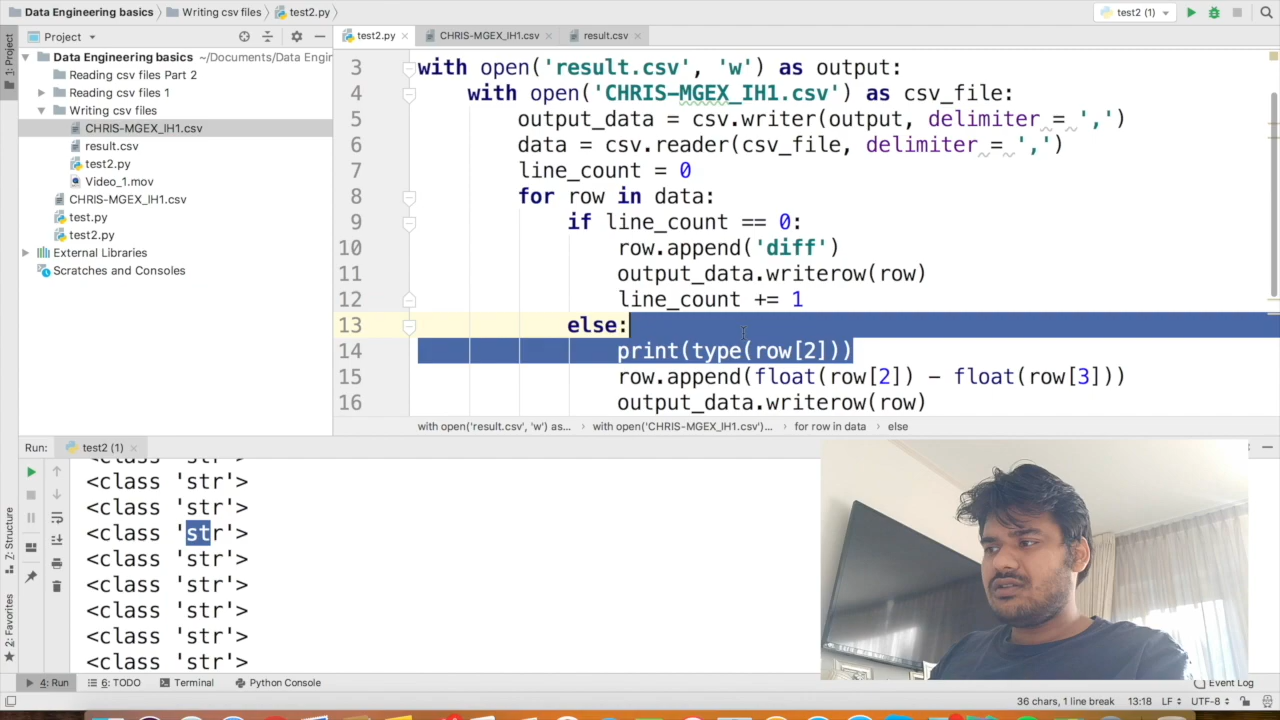 Data Engineering basics Writing csv files test2.py test2 (1)
Project test2.py CHRIS-MGEX_IH1.csv result.csv
1: Project
Data Engineering basics ~/Documents/Data Engir
Reading csv files Part 2
Reading csv files 1
Writing csv files
CHRIS-MGEX_IH1.csv
result.csv
test2.py
Video_1.mov
CHRIS-MGEX_IH1.csv
test.py
test2.py
External Libraries
Scratches and Consoles
3 with open('result.csv', 'w') as output:
4 with open('CHRIS-MGEX_IH1.csv') as csv_file:
5 output_data = csv.writer(output, delimiter = ',')
6 data = csv.reader(csv_file, delimiter = ',')
7 line_count = 0
8 for row in data:
9 if line_count == 0:
10 row.append('diff')
11 output_data.writerow(row)
12 line_count += 1
13 else:
14 print(type(row[2]))
15 row.append(float(row[2]) - float(row[3]))
16 output_data.writerow(row)
with open('result.csv', 'w') as... with open('CHRIS-MGEX_IH1.csv')... for row in data else
Run: test2 (1)
<class 'str'>
<class 'str'>
<class 'str'>
<class 'str'>
<class 'str'>
<class 'str'>
<class 'str'>
<class 'str'>
<class 'str'>
Z: Structure
2: Favorites
4: Run 6: TODO Terminal Python Console Event Log
36 chars, 1 line break 13:18 LF UTF-8